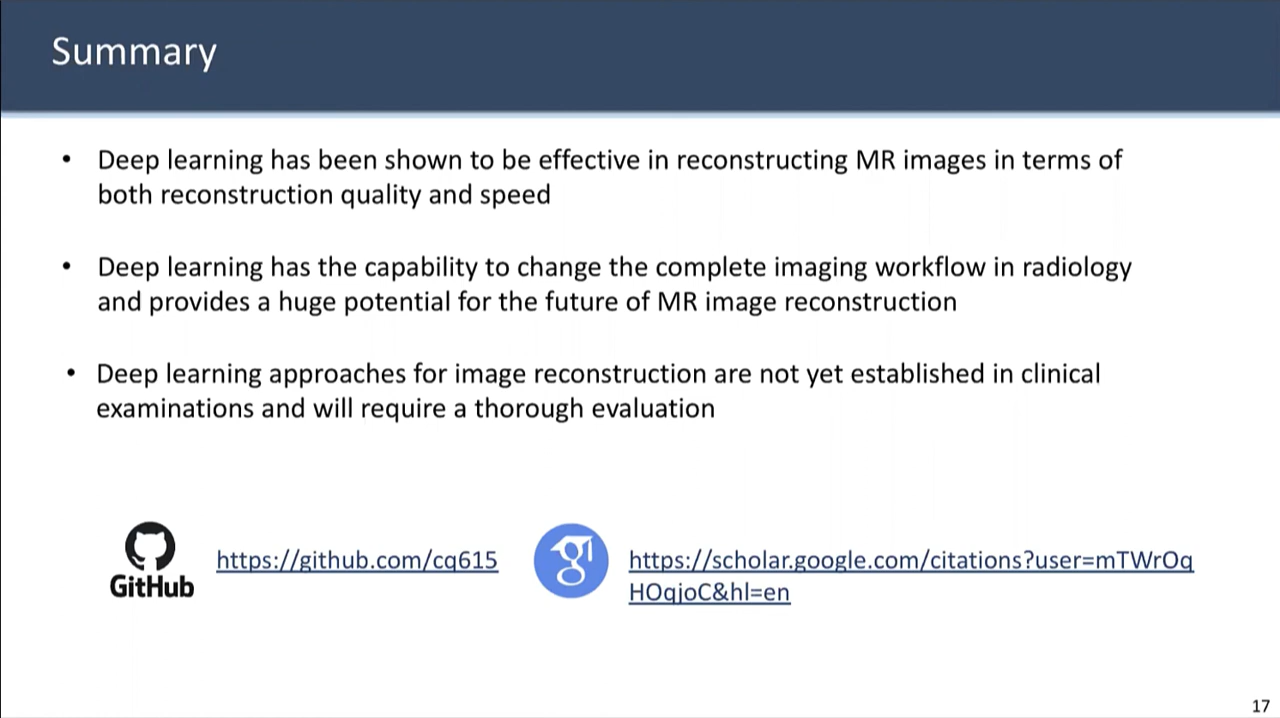 Summary
• Deep learning has been shown to be effective in reconstructing MR images in terms of
both reconstruction quality and speed
• Deep learning has the capability to change the complete imaging workflow in radiology
and provides a huge potential for the future of MR image reconstruction
• Deep learning approaches for image reconstruction are not yet established in clinical
examinations and will require a thorough evaluation
GitHub
https://github.com/cq615
g
https://scholar.google.com/citations?user=mTWrOq
HOqjoC&hl=en
17